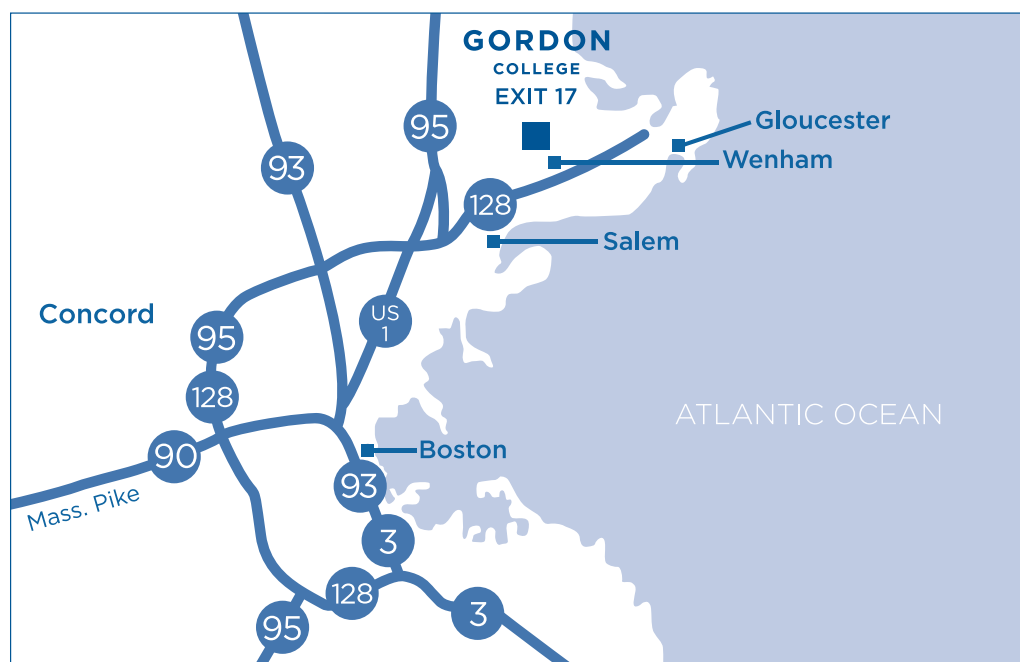 GORDON
COLLEGE
EXIT 17
95
Gloucester
93
Wenham
128
Salem
Concord
US
1
95
128
ATLANTIC OCEAN
Boston
90
93
Mass. Pike
3
128
3
95